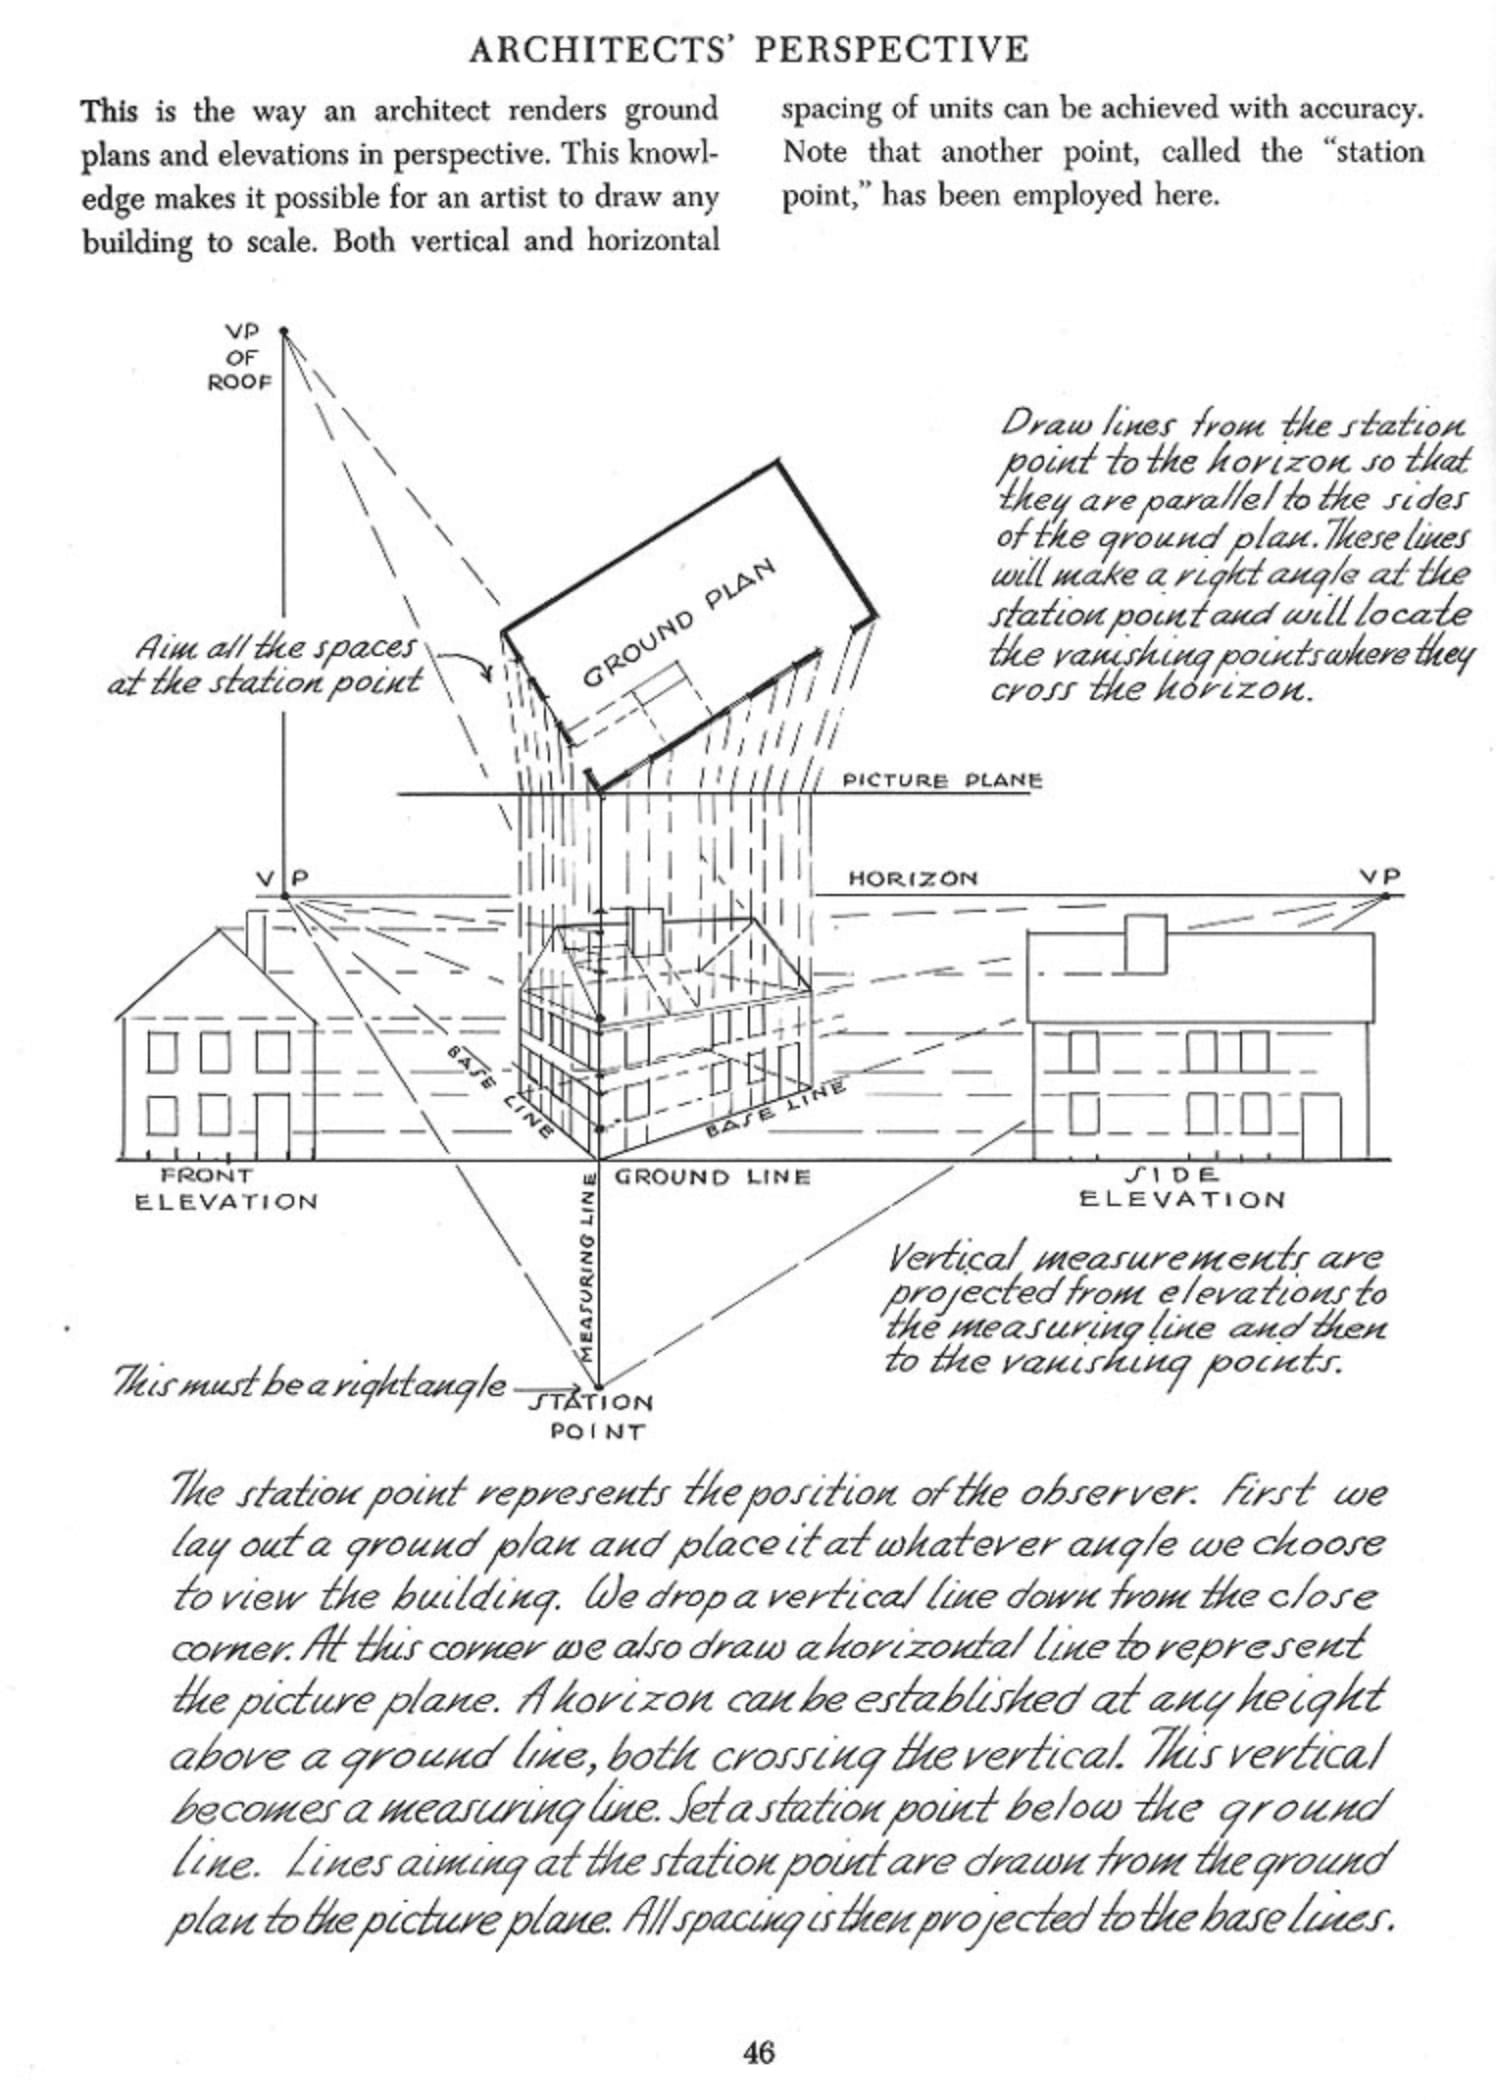 ARCHITECTS' PERSPECTIVE
This is the way an architect renders ground
plans and elevations in perspective. This knowl-
edge makes it possible for an artist to draw any
building to scale. Both vertical and horizontal
spacing of units can be achieved with accuracy.
Note that another point, called the “station
point,” has been employed here.
VP
OF
ROOF
Draw lines from the station
point to the horizon so that
they are parallel to the sides
of the ground plan. These lines
will make a right angle at the
station point and will locate
the vanishing points where they
cross the horizon.
GROUND PLAN
Aim all the spaces
at the station point
PICTURE PLANE
VP
HORIZON
VP
BASE LINE
BASE LINE
FRONT
ELEVATION
GROUND LINE
SIDE
ELEVATION
MEASURING LINE
Vertical measurements are
projected from elevations to
the measuring line and then
to the vanishing points.
This must be a right angle
STATION
POINT
The station point represents the position of the observer. First we
lay out a ground plan and place it at whatever angle we choose
to view the building. We drop a vertical line down from the close
corner. At this corner we also draw a horizontal line to represent
the picture plane. A horizon can be established at any height
above a ground line, both crossing the vertical. This vertical
becomes a measuring line. Set a station point below the ground
line. Lines aiming at the station point are drawn from the ground
plan to the picture plane. All spacing is then projected to the base lines.
46